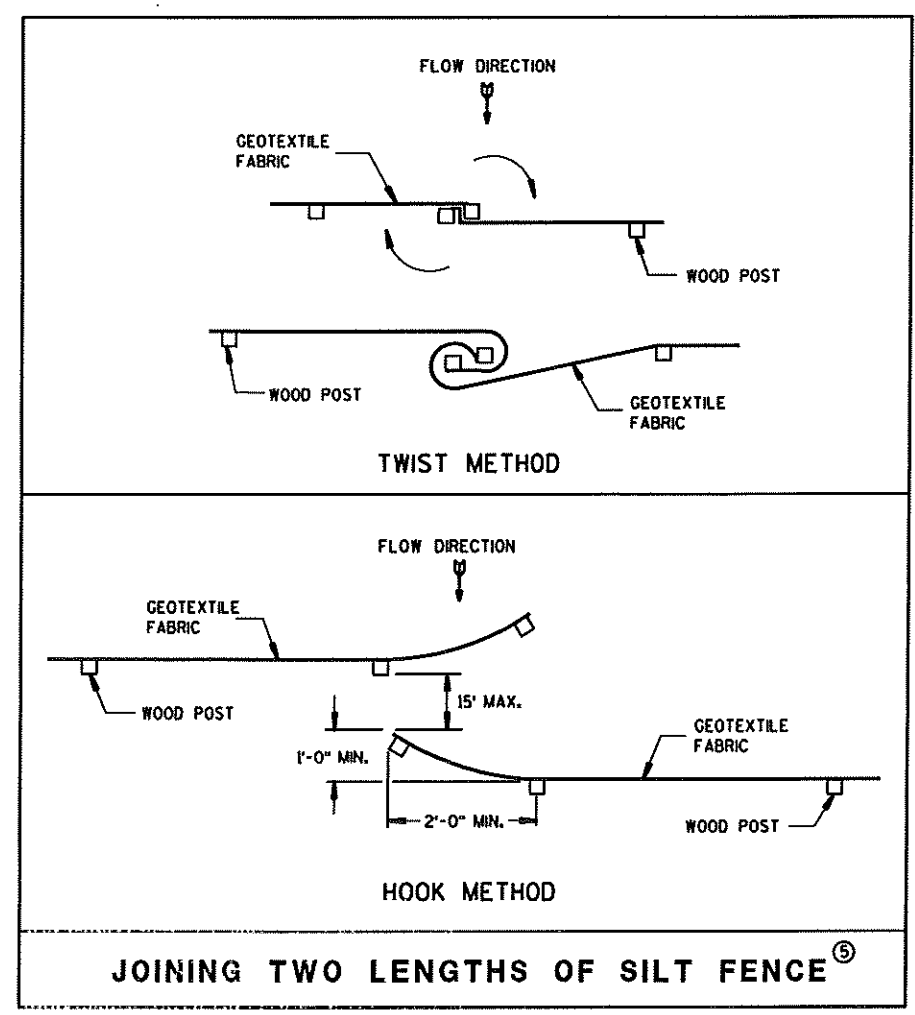 FLOW DIRECTION
GEOTEXTILE
FABRIC
WOOD POST
WOOD POST
GEOTEXTILE
FABRIC
TWIST METHOD
FLOW DIRECTION
GEOTEXTILE
FABRIC
WOOD POST
15' MAX.
1'-0" MIN.
GEOTEXTILE
FABRIC
2'-0" MIN.
WOOD POST
HOOK METHOD
JOINING TWO LENGTHS OF SILT FENCE ⑤